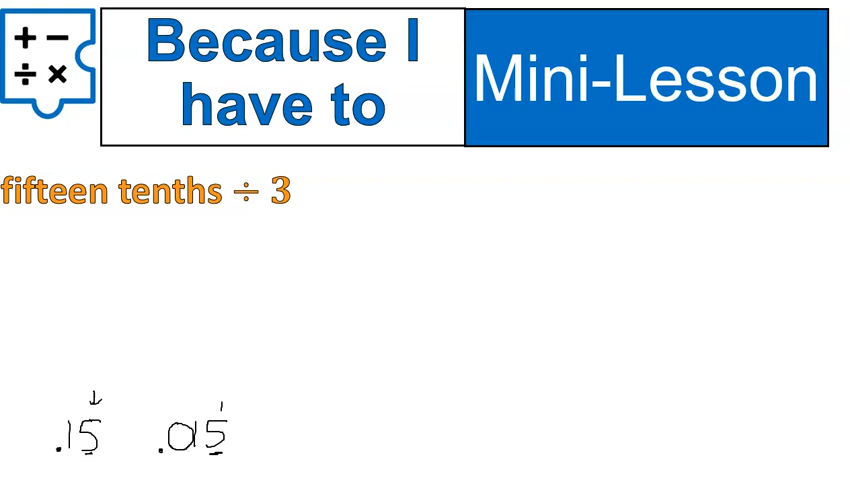 + −
÷ ×
Because I
have to
Mini-Lesson
fifteen tenths ÷ 3
.15 .015